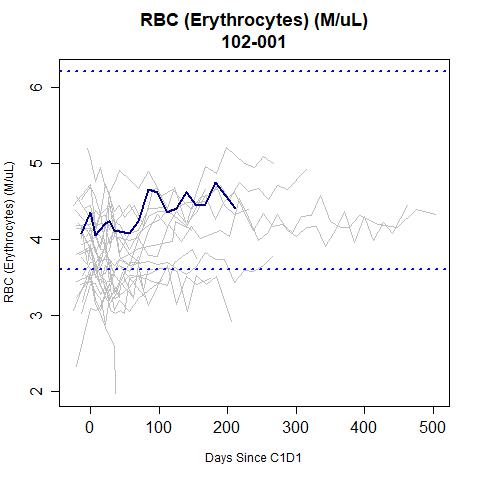 RBC (Erythrocytes) (M/uL)
102-001
RBC (Erythrocytes) (M/uL)
6
5
4
3
2
0 100 200 300 400 500
Days Since C1D1